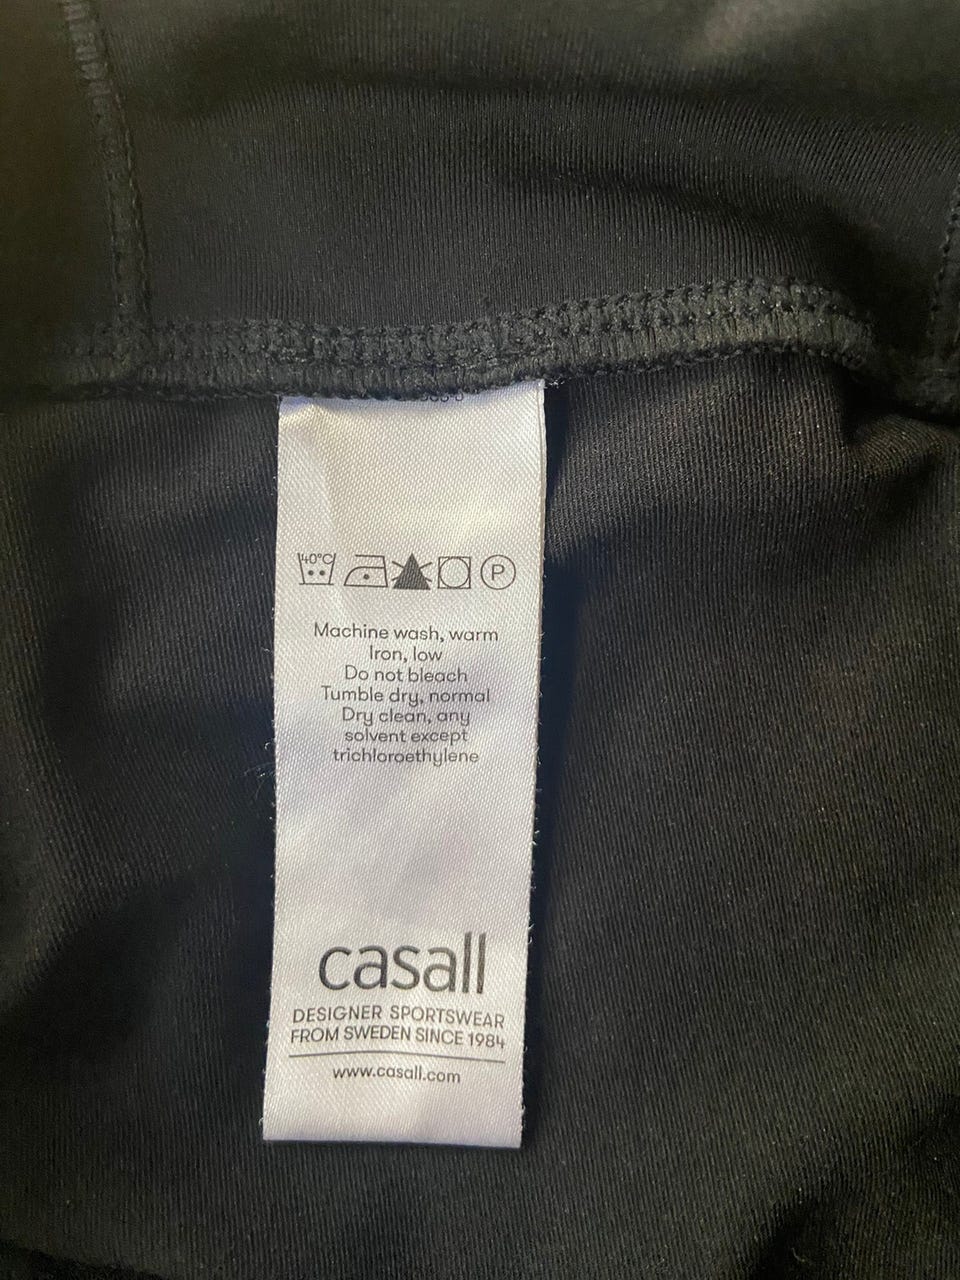 40°C P
Machine wash, warm
Iron, low
Do not bleach
Tumble dry, normal
Dry clean, any
solvent except
trichloroethylene
casall
DESIGNER SPORTSWEAR
FROM SWEDEN SINCE 1984
www.casall.com